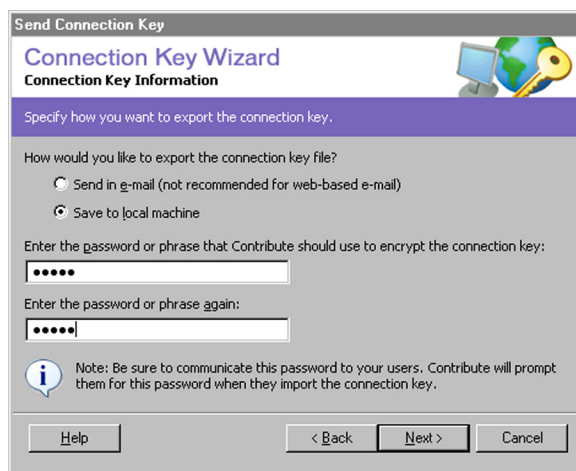 Send Connection Key
Connection Key Wizard
Connection Key Information
Specify how you want to export the connection key.
How would you like to export the connection key file?
Send in e-mail (not recommended for web-based e-mail)
Save to local machine
Enter the password or phrase that Contribute should use to encrypt the connection key:
●●●●●
Enter the password or phrase again:
●●●●●
Note: Be sure to communicate this password to your users. Contribute will prompt
them for this password when they import the connection key.
Help
< Back
Next >
Cancel